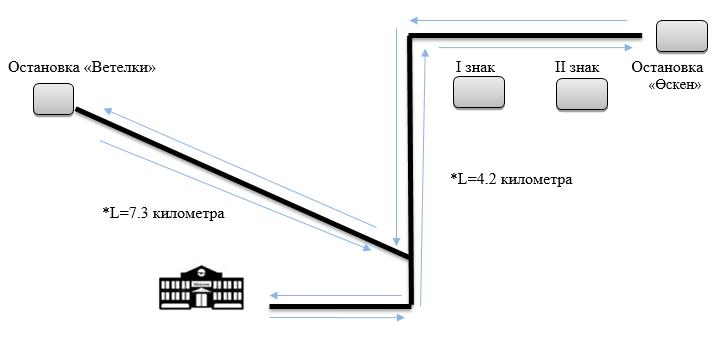 Остановка «Ветелки»
I знак
II знак
Остановка
«Өскен»
*L=4.2 километра
*L=7.3 километра